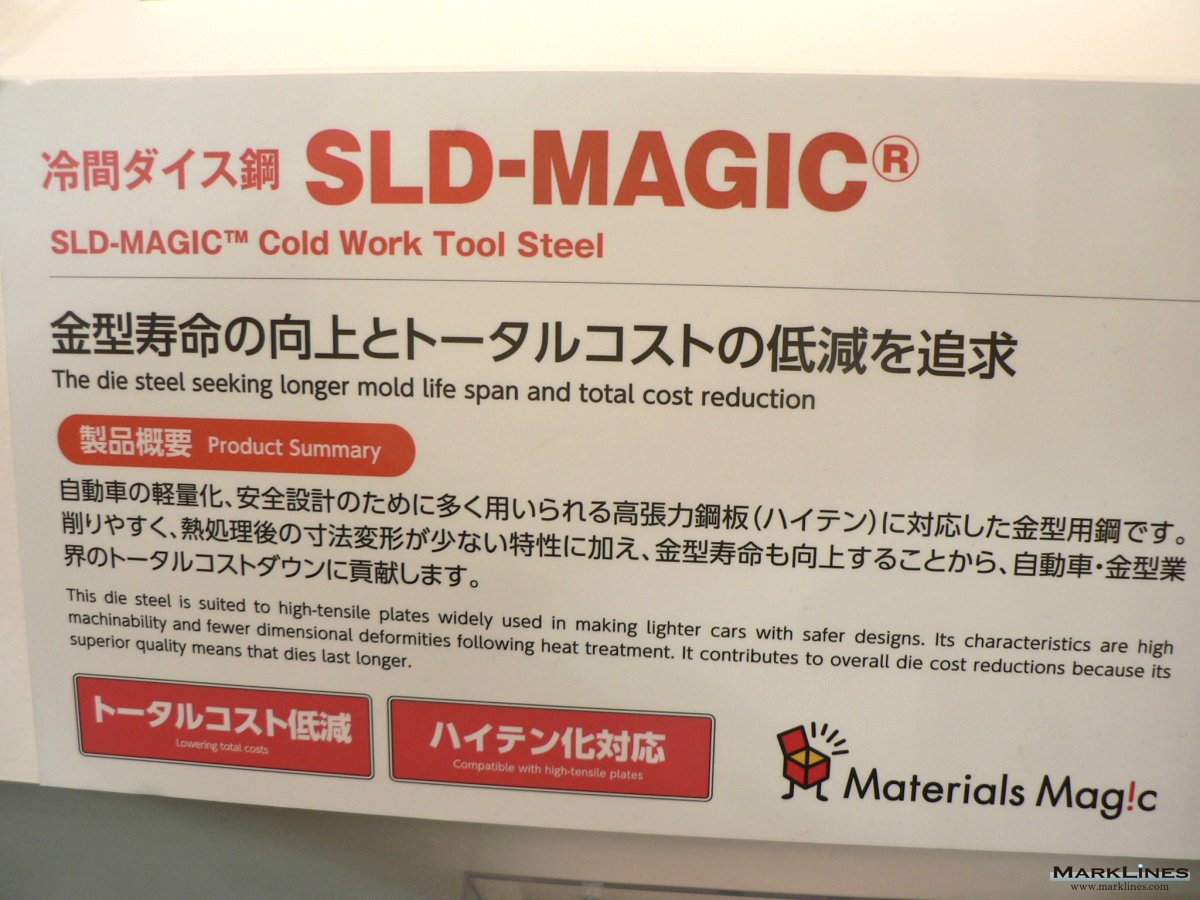 冷間ダイス鋼 SLD-MAGIC®
SLD-MAGIC™ Cold Work Tool Steel
金型寿命の向上とトータルコストの低減を追求
The die steel seeking longer mold life span and total cost reduction
製品概要 Product Summary
自動車の軽量化、安全設計のために多く用いられる高張力鋼板（ハイテン）に対応した金型用鋼です。
削りやすく、熱処理後の寸法変形が少ない特性に加え、金型寿命も向上することから、自動車・金型業
界のトータルコストダウンに貢献します。
This die steel is suited to high-tensile plates widely used in making lighter cars with safer designs. Its characteristics are high
machinability and fewer dimensional deformities following heat treatment. It contributes to overall die cost reductions because its
superior quality means that dies last longer.
トータルコスト低減
Lowering total costs
ハイテン化対応
Compatible with high-tensile plates
Materials Mag!c
MARKLINES
www.marklines.com